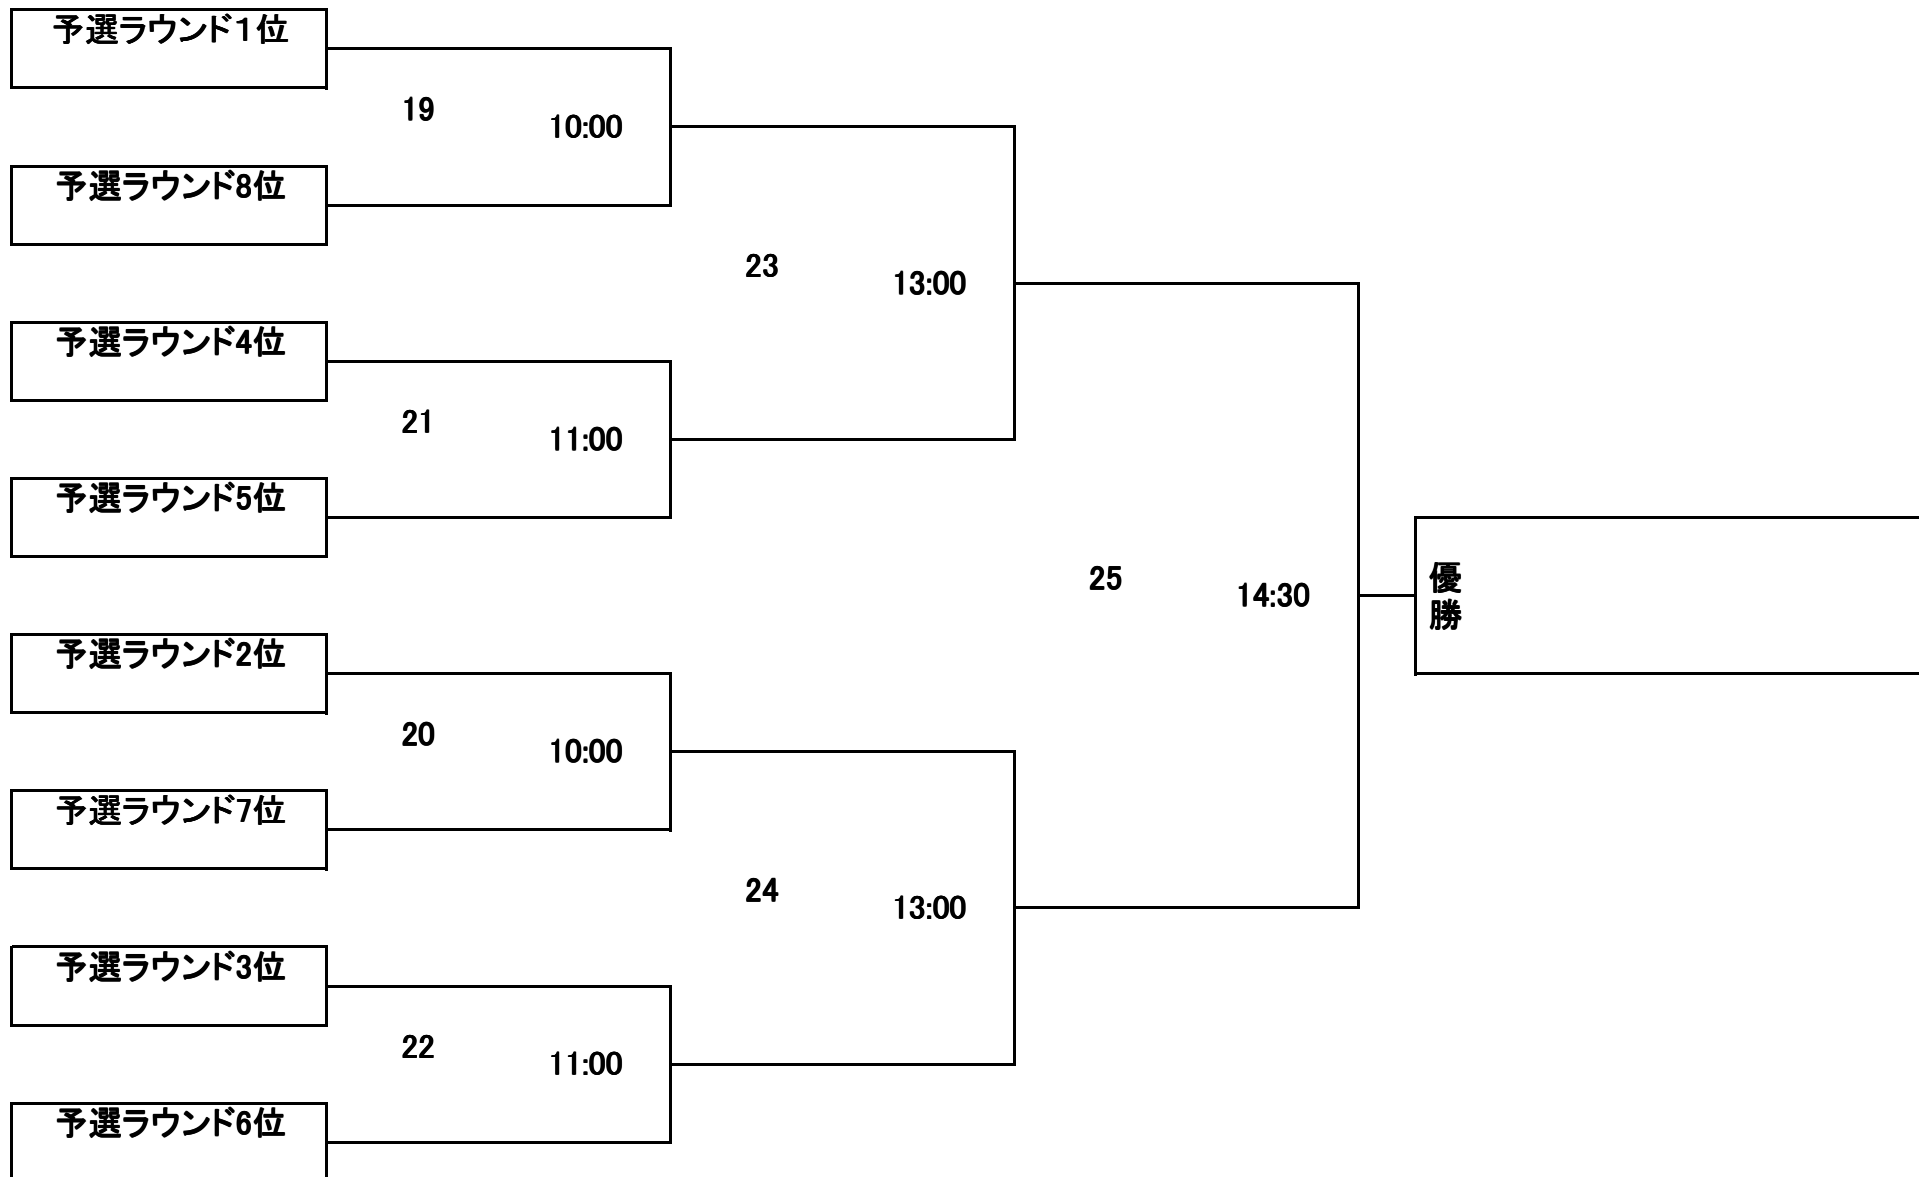 予選ラウンド１位
19
10:00
予選ラウンド8位
23
13:00
予選ラウンド4位
21
11:00
予選ラウンド5位
25
14:30
優
勝
予選ラウンド2位
20
10:00
予選ラウンド7位
24
13:00
予選ラウンド3位
22
11:00
予選ラウンド6位